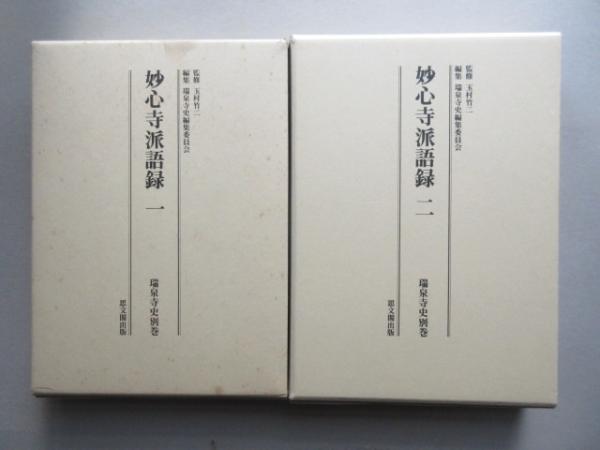 監修 玉村竹二
編集 瑞泉寺史編集委員会
妙心寺派語録 一
瑞泉寺史別巻
思文閣出版
監修 玉村竹二
編集 瑞泉寺史編集委員会
妙心寺派語録 二
瑞泉寺史別巻
思文閣出版